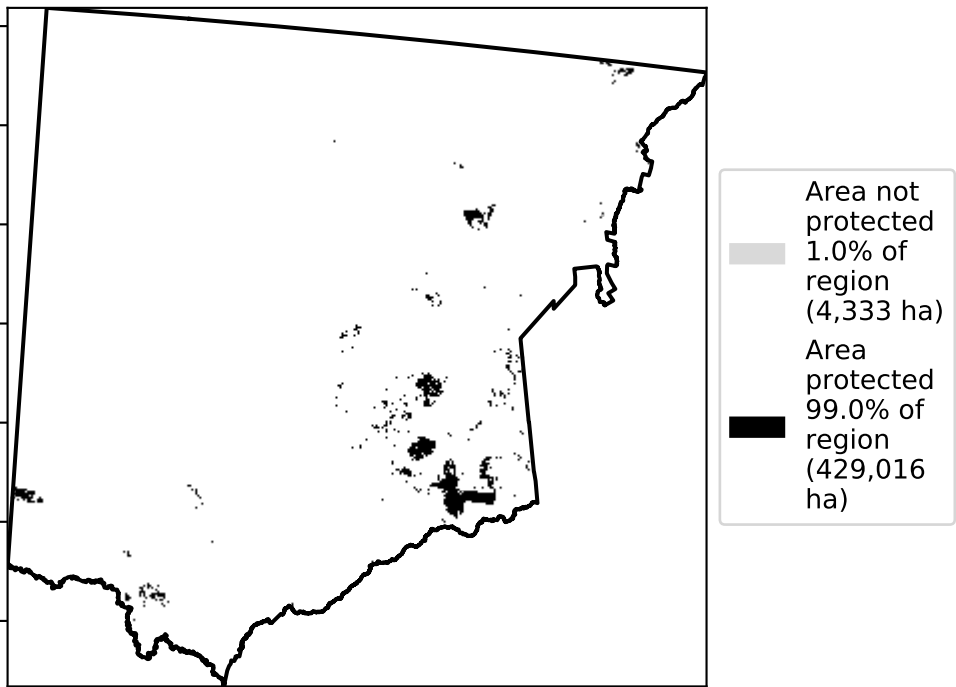 Area not
protected
1.0% of
region
(4,333 ha)
Area
protected
99.0% of
region
(429,016
ha)